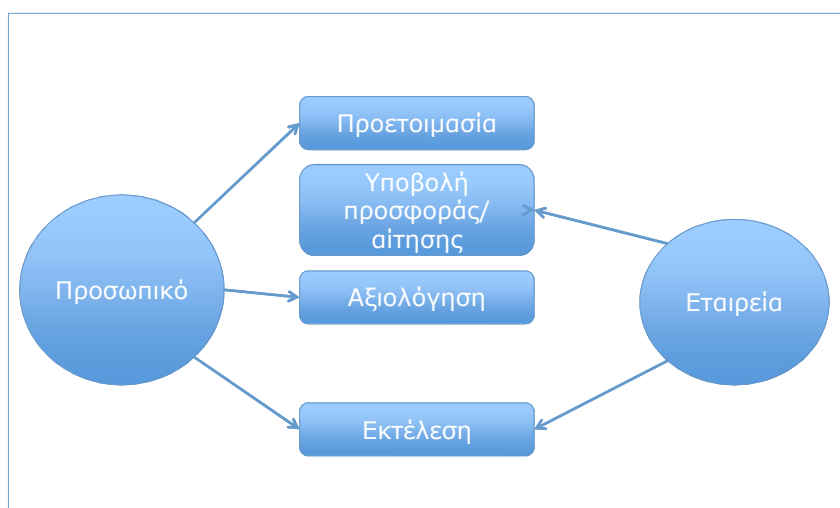 Προετοιμασία
Υποβολή
προσφοράς/
αίτησης
Προσωπικό
Αξιολόγηση
Εταιρεία
Εκτέλεση